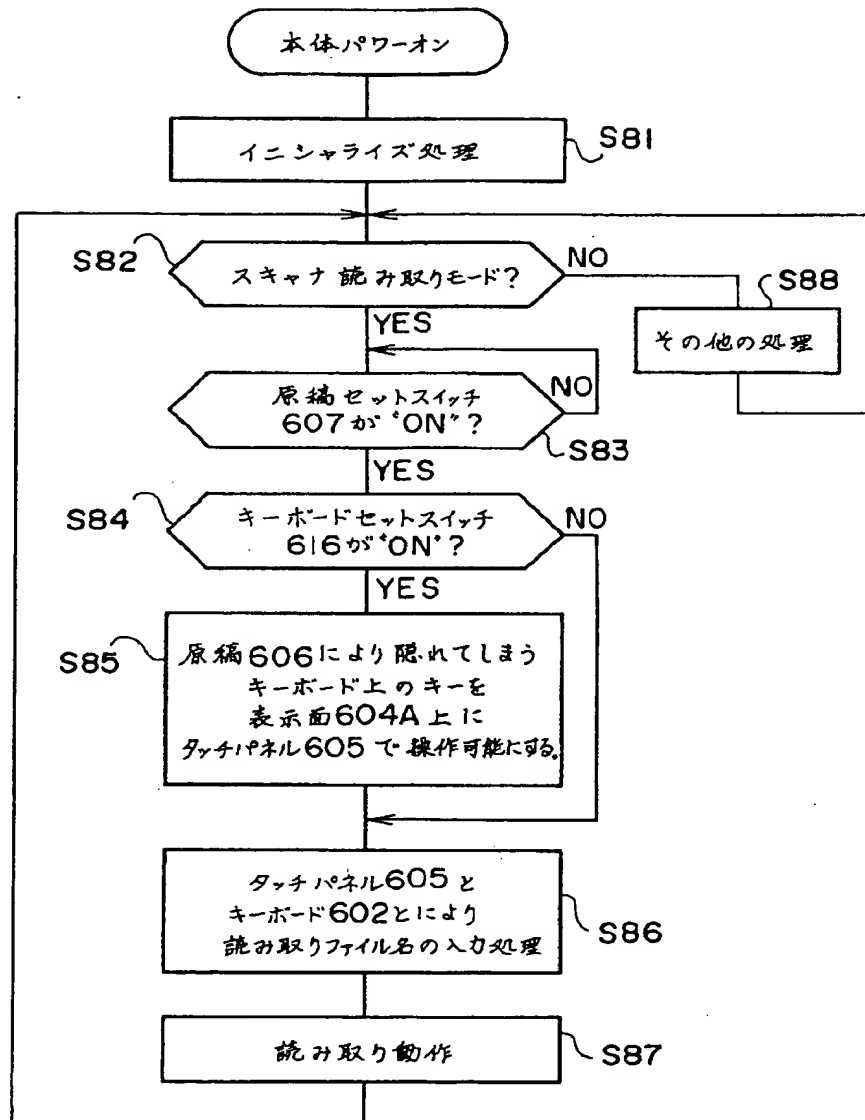 本体パワーオン
イニシャライズ処理
S81
S82
スキャナ読み取りモード?
NO
S88
YES
その他の処理
原稿セットスイッチ
607が"ON"?
NO
S83
YES
S84
キーボードセットスイッチ
616が"ON"?
NO
YES
S85
原稿606により隠れてしまう
キーボード上のキーを
表示面604A上に
タッチパネル605で操作可能にする。
タッチパネル605と
キーボード602とにより
読み取りファイル名の入力処理
S86
読み取り動作
S87